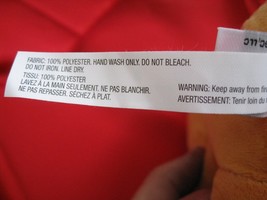 FABRIC: 100% POLYESTER. HAND WASH ONLY. DO NOT BLEACH.
DO NOT IRON. LINE DRY.
TISSU: 100% POLYESTER
LAVEZ À LA MAIN SEULEMENT. NE PAS BLANCHIR.
NE PAS REPASSER. SÉCHEZ À PLAT.
WARNING: Keep away from
AVERTISSEMENT: Tenir loin du